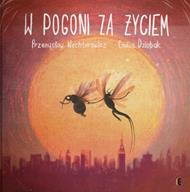 W POGONI ZA ŻYCIEM
Przemysław Wechterowicz Emilia Dziubak